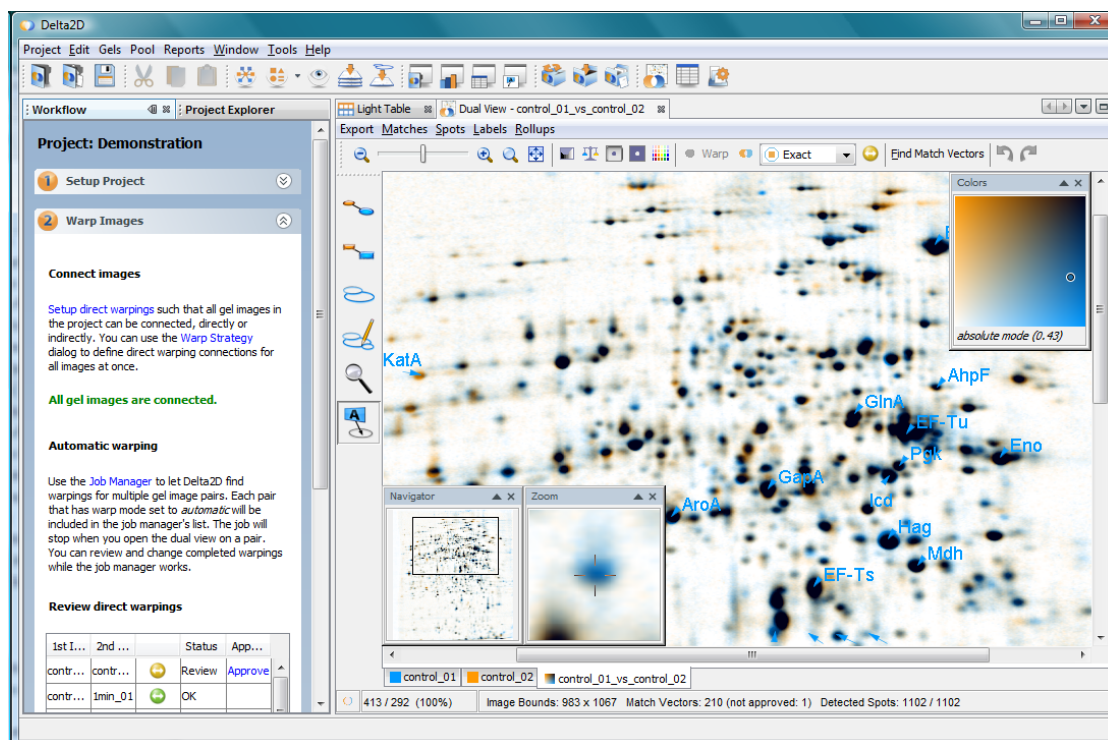 Delta2D
Project Edit Gels Pool Reports Window Tools Help
Workflow
Project Explorer
Project: Demonstration
1 Setup Project
2 Warp Images
Connect images
Setup direct warpings such that all gel images in
the project can be connected, directly or
indirectly. You can use the Warp Strategy
dialog to define direct warping connections for
all images at once.
All gel images are connected.
Automatic warping
Use the Job Manager to let Delta2D find
warpings for multiple gel image pairs. Each pair
that has warp mode set to automatic will be
included in the job manager's list. The job will
stop when you open the dual view on a pair.
You can review and change completed warpings
while the job manager works.
Review direct warpings
1st I... 2nd ... Status App...
contr... contr... Review Approve
contr... 1min_01 OK
Light Table
Dual View - control_01_vs_control_02
Export Matches Spots Labels Rollups
Warp
Exact
Find Match Vectors
A
Colors
absolute mode (0.43)
KatA
AhpF
GlnA
EF-Tu
Eno
Pgk
GapA
Icd
AroA
Hag
Mdh
EF-Ts
Navigator
Zoom
control_01
control_02
control_01_vs_control_02
413 / 292 (100%)
Image Bounds: 983 x 1067 Match Vectors: 210 (not approved: 1) Detected Spots: 1102 / 1102